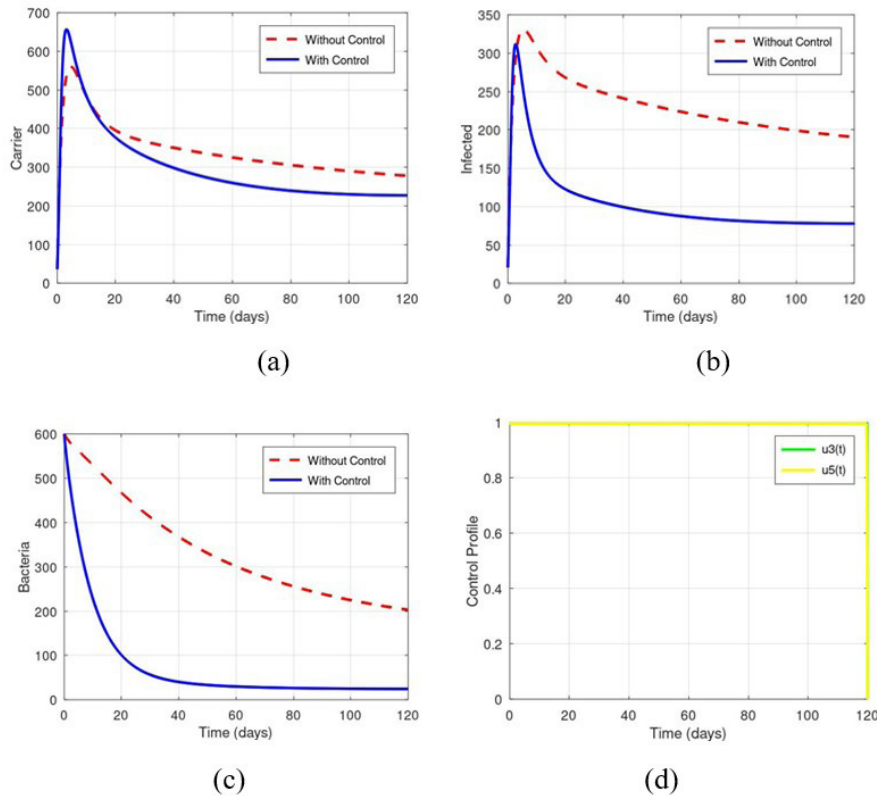 700
600
500
400
300
200
100
0
Carrier
Without Control
With Control
0 20 40 60 80 100 120
Time (days)
(a)
350
300
250
200
150
100
50
0
Infected
Without Control
With Control
0 20 40 60 80 100 120
Time (days)
(b)
600
500
400
300
200
100
0
Bacteria
Without Control
With Control
0 20 40 60 80 100 120
Time (days)
(c)
1
0.8
0.6
0.4
0.2
0
Control Profile
u3(t)
u5(t)
0 20 40 60 80 100 120
Time (days)
(d)